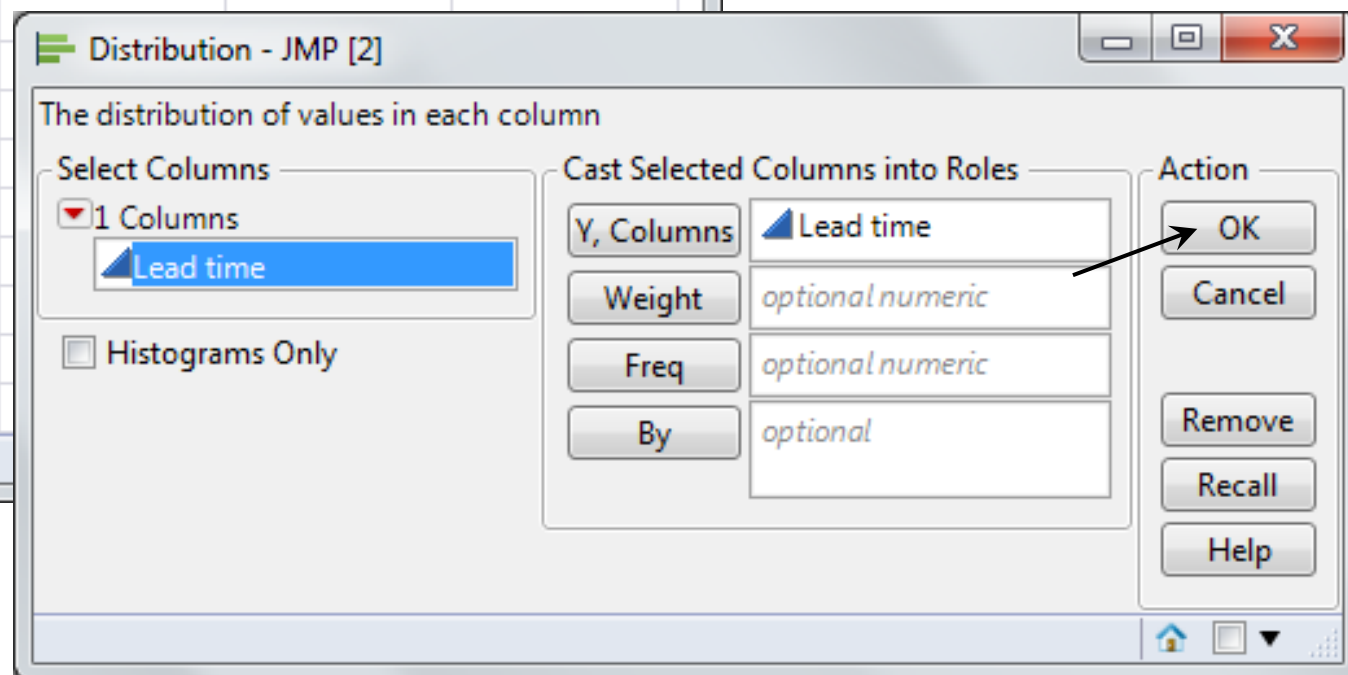 Distribution - JMP [2]
The distribution of values in each column
Select Columns
1 Columns
Lead time
Histograms Only
Cast Selected Columns into Roles
Y, Columns
Lead time
Weight
optional numeric
Freq
optional numeric
By
optional
Action
OK
Cancel
Remove
Recall
Help